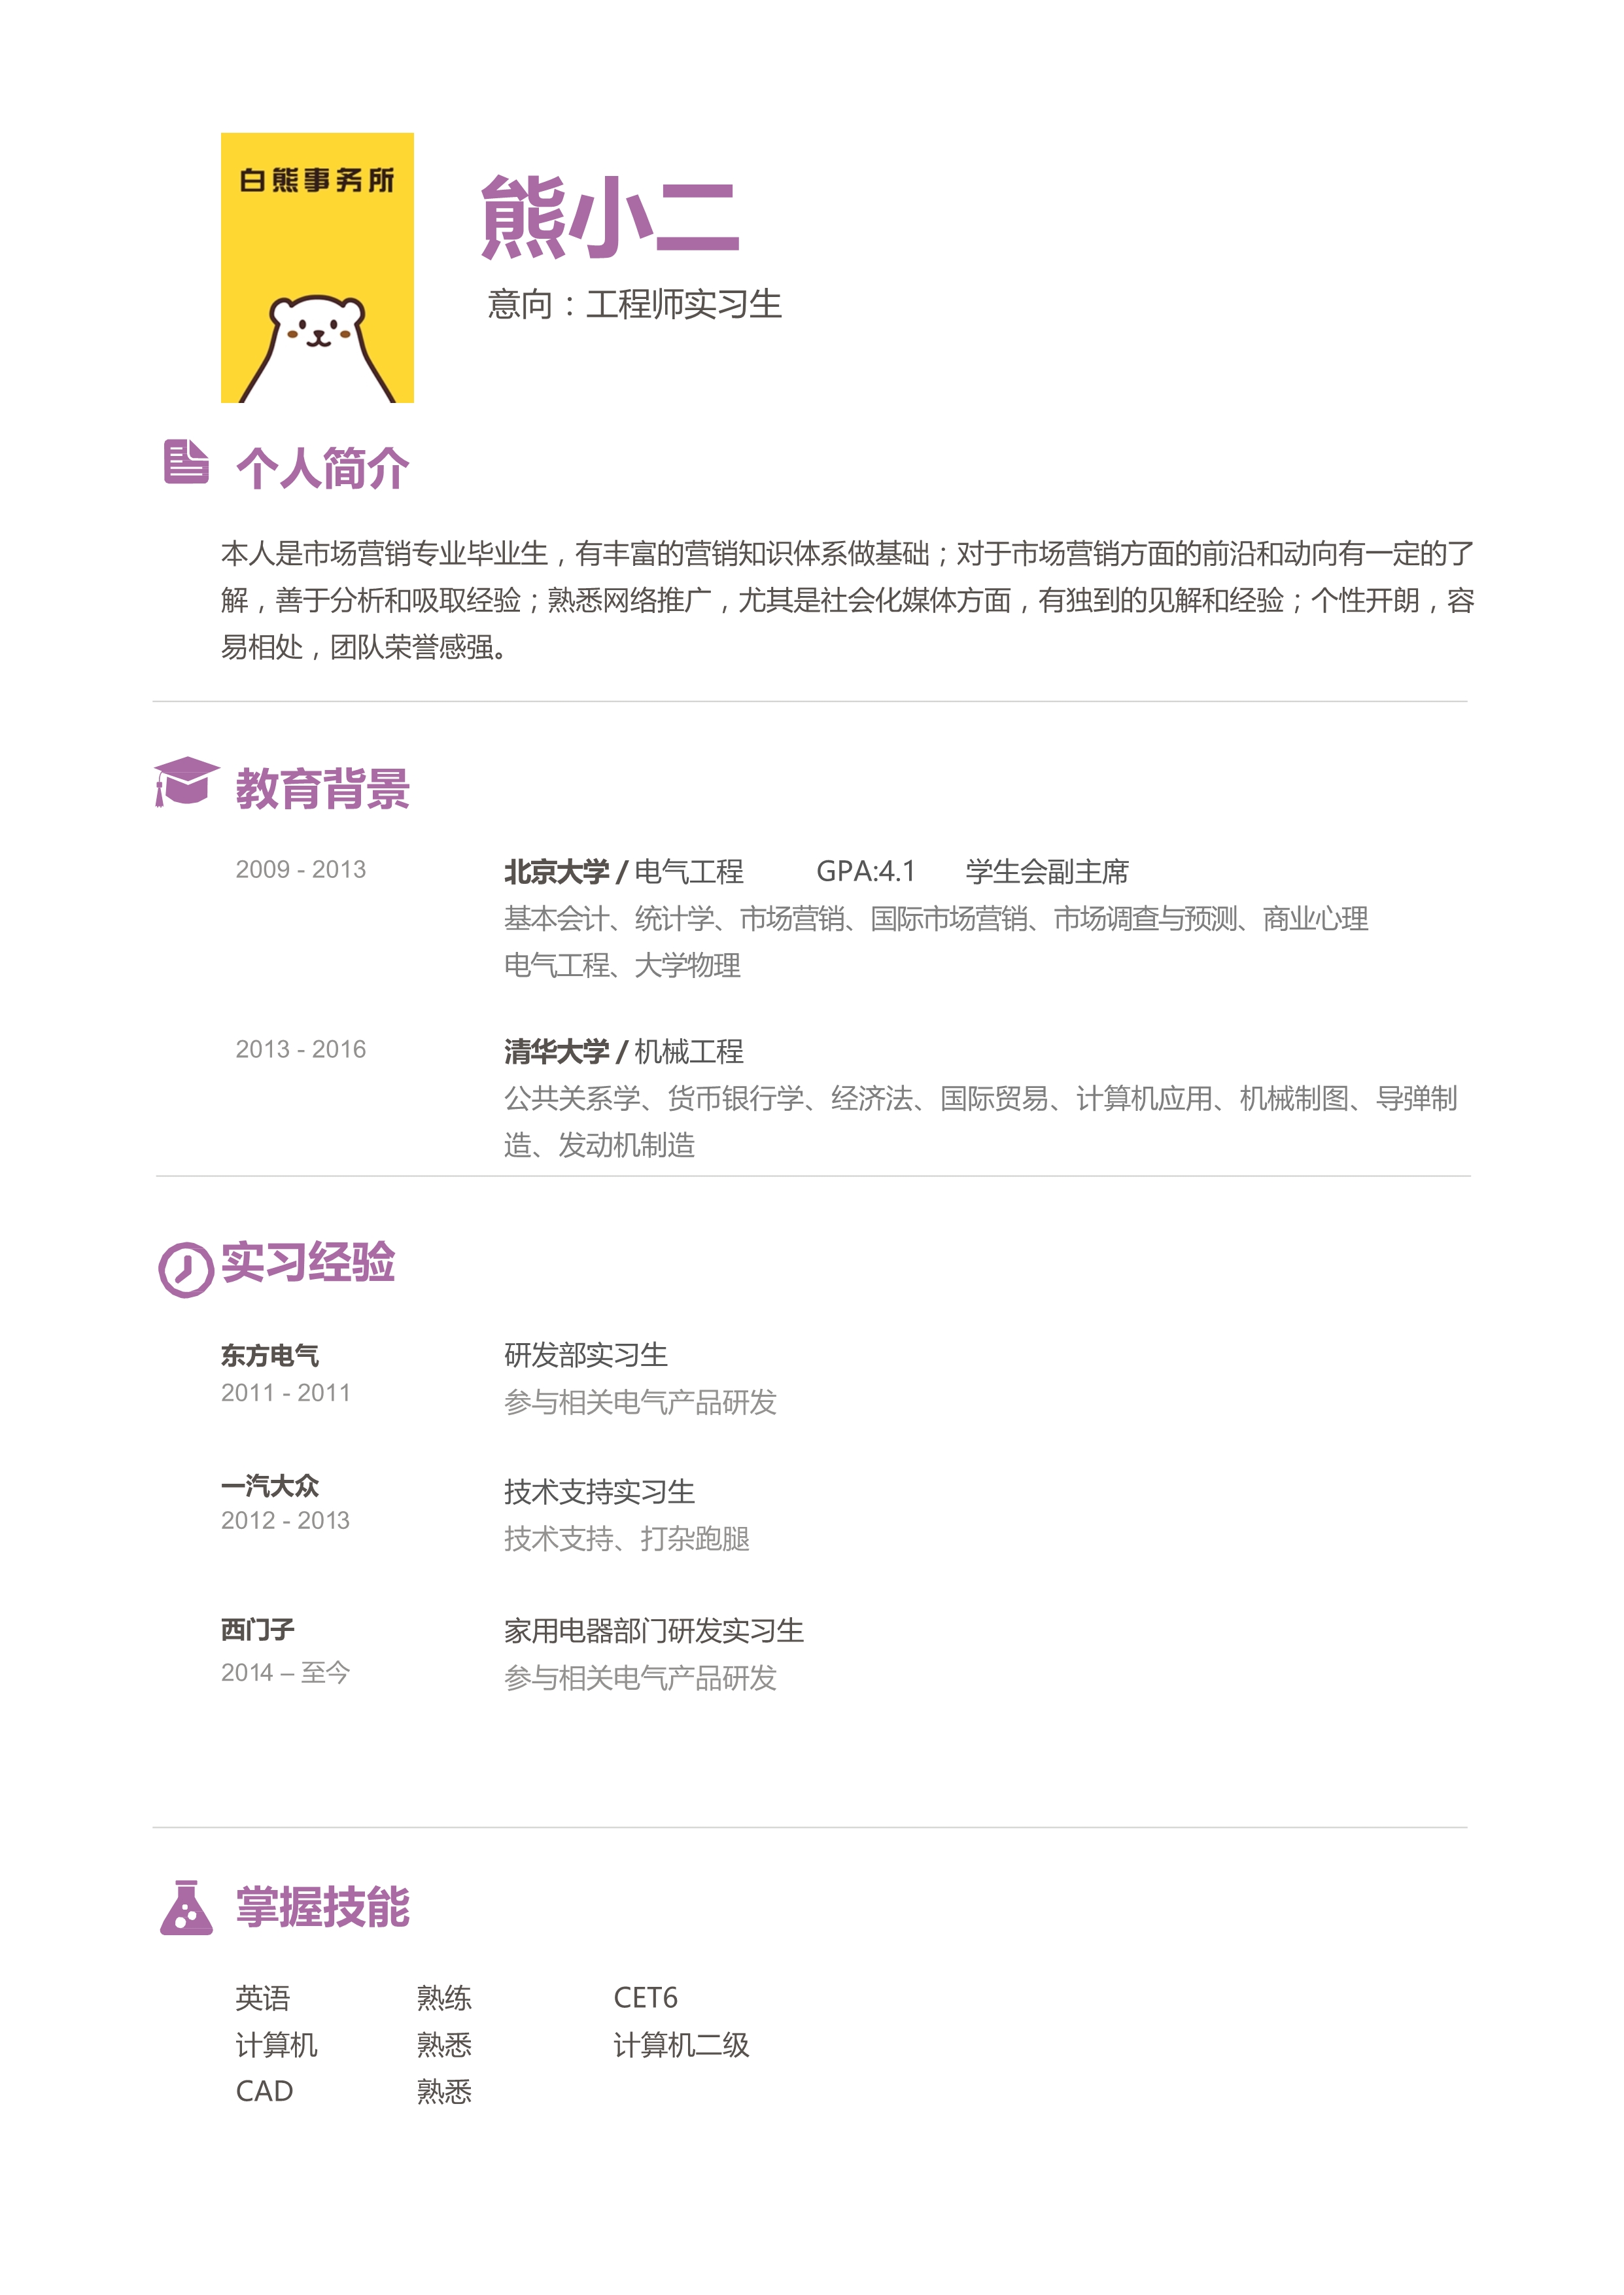 白熊事务所
熊小二
意向：工程师实习生
个人简介
本人是市场营销专业毕业生，有丰富的营销知识体系做基础；对于市场营销方面的前沿和动向有一定的了
解，善于分析和吸取经验；熟悉网络推广，尤其是社会化媒体方面，有独到的见解和经验；个性开朗，容
易相处，团队荣誉感强。
教育背景
2009 - 2013 北京大学 / 电气工程 GPA:4.1 学生会副主席
基本会计、统计学、市场营销、国际市场营销、市场调查与预测、商业心理
电气工程、大学物理
2013 - 2016 清华大学 / 机械工程
公共关系学、货币银行学、经济法、国际贸易、计算机应用、机械制图、导弹制
造、发动机制造
实习经验
东方电气 研发部实习生
2011 - 2011 参与相关电气产品研发
一汽大众 技术支持实习生
2012 - 2013 技术支持、打杂跑腿
西门子 家用电器部门研发实习生
2014 – 至今 参与相关电气产品研发
掌握技能
英语 熟练 CET6
计算机 熟悉 计算机二级
CAD 熟悉